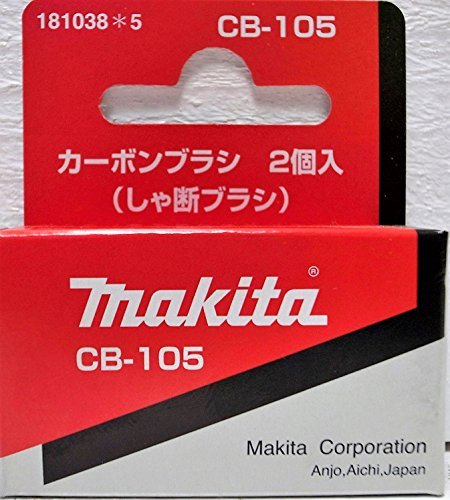 181038＊5 CB-105
カーボンブラシ 2個入
（しゃ断ブラシ）
makita®
CB-105
Makita Corporation
Anjo,Aichi,Japan